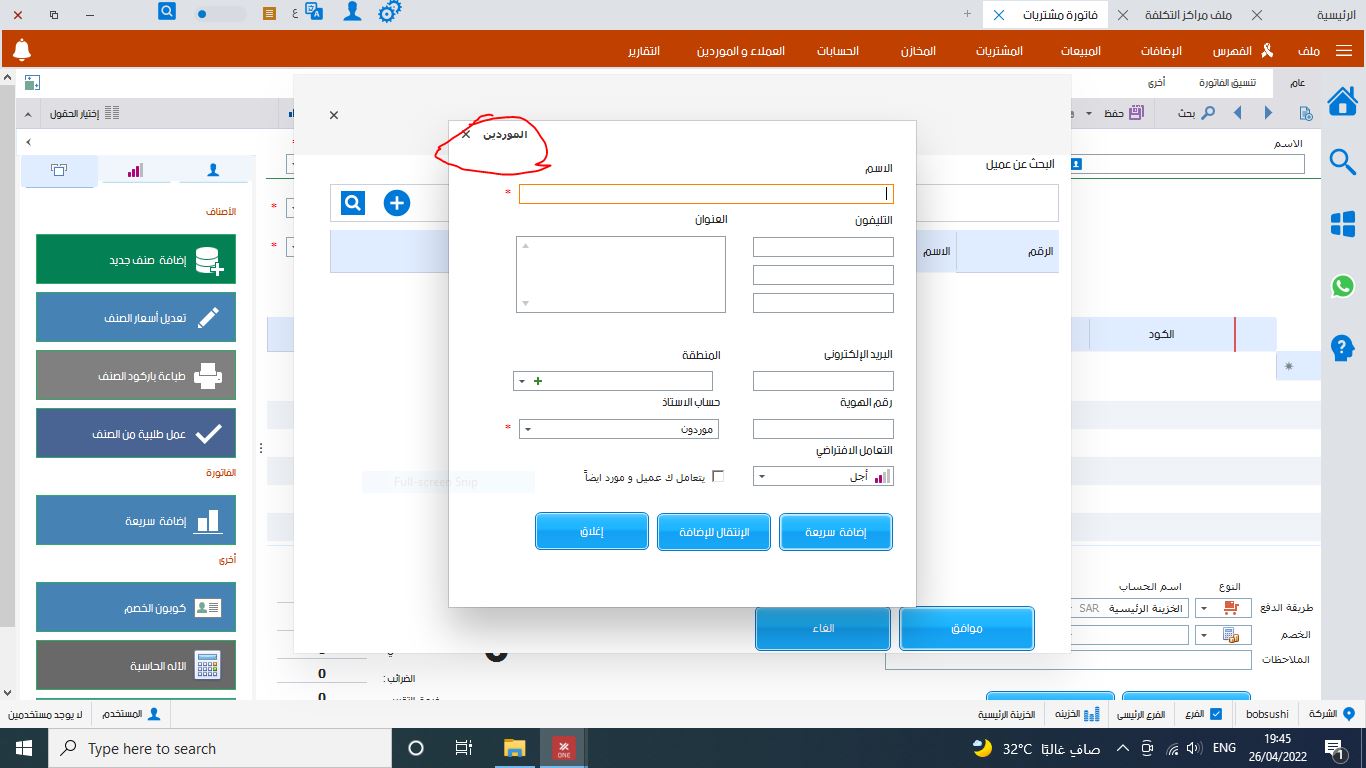 الرئيسية
ملف مراكز التكلفة
فاتورة مشتريات
ع
ملف
الفهرس
الإضافات
المبيعات
المشتريات
المخازن
الحسابات
العملاء و الموردين
التقارير
عام
تنسيق الفاتورة
أخرى
بحث
حفظ
إختيار الحقول
الاسم
البحث عن عميل
الرقم
الاسم
الكود
الموردين
الاسم
*
التليفون
العنوان
البريد الإلكتروني
المنطقة
رقم الهوية
حساب الاستاذ
موردون
*
التعامل الافتراضي
أجل
يتعامل ك عميل و مورد ايضاً
إضافة سريعة
الإنتقال للإضافة
إغلاق
Full-screen Snip
موافق
الغاء
الأصناف
إضافة صنف جديد
تعديل أسعار الصنف
طباعة باركود الصنف
عمل طلبية من الصنف
الفاتورة
إضافة سريعة
أخرى
كوبون الخصم
الآله الحاسبة
النوع
اسم الحساب
طريقة الدفع
الخزينة الرئيسية
SAR
الخصم
الملاحظات
الضرائب :
0
0
الشركة
bobsushi
الفرع
الفرع الرئيسي
الخزينه
الخزينة الرئيسية
المستخدم
لا يوجد مستخدمين
Type here to search
ONE
32°C صافٍ غالبًا
ENG
19:45
26/04/2022
1